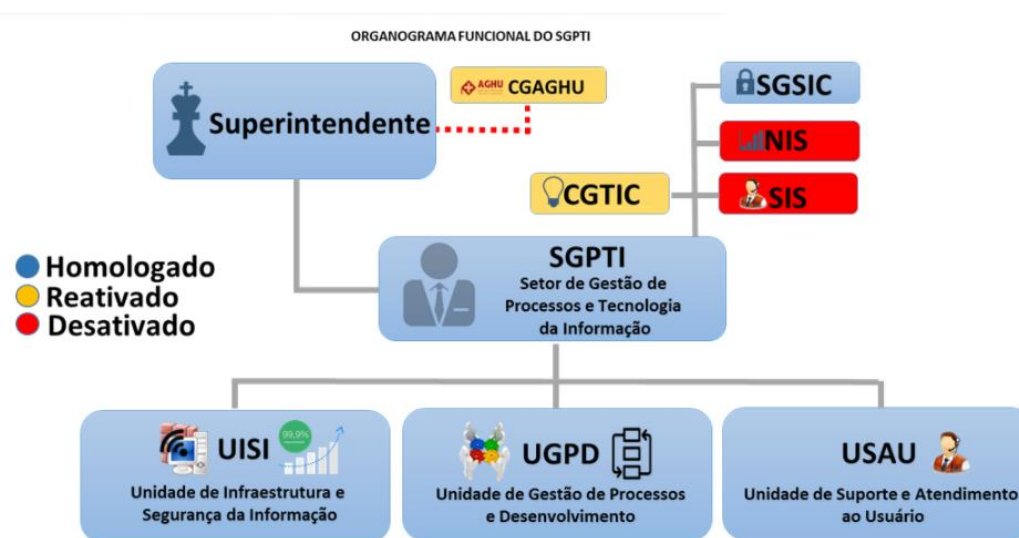 ORGANOGRAMA FUNCIONAL DO SGPTI
Superintendente
AGHU CGAGHU
SGSIC
NIS
CGTIC
SIS
SGPTI
Setor de Gestão de
Processos e Tecnologia
da Informação
Homologado
Reativado
Desativado
99,9%
UISI
Unidade de Infraestrutura e
Segurança da Informação
UGPD
Unidade de Gestão de Processos
e Desenvolvimento
USAU
Unidade de Suporte e Atendimento
ao Usuário